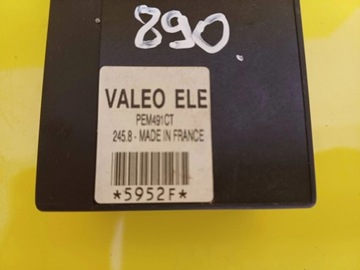 890
VALEO ELE
PEM491CT
245.8 - MADE IN FRANCE
*5952F*